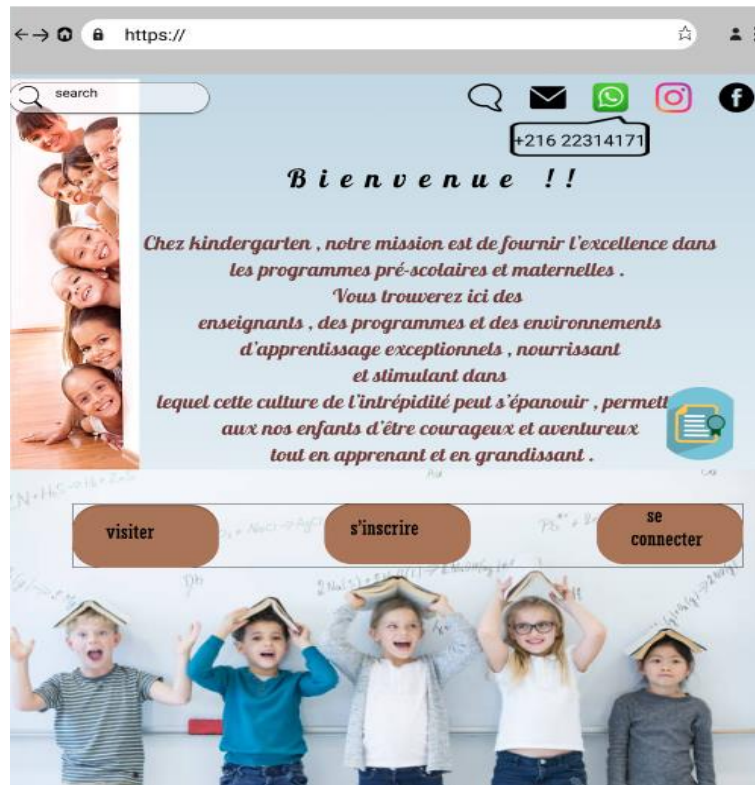 https://
search
+216 22314171
Bienvenue !!
Chez kindergarten , notre mission est de fournir l'excellence dans
les programmes pré-scolaires et maternelles .
Vous trouverez ici des
enseignants , des programmes et des environnements
d'apprentissage exceptionnels , nourrissant
et stimulant dans
lequel cette culture de l'intrépidité peut s'épanouir , permett
aux nos enfants d'être courageux et aventureux
tout en apprenant et en grandissant .
visiter
s'inscrire
se
connecter